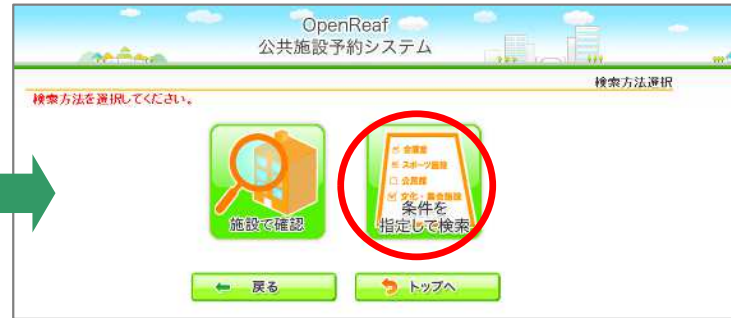 OpenReaf
公共施設予約システム
検索方法選択
検索方法を選択してください。
施設で確認
会議室
スポーツ施設
公民館
文化・集会施設
条件を
指定して検索
戻る
トップへ